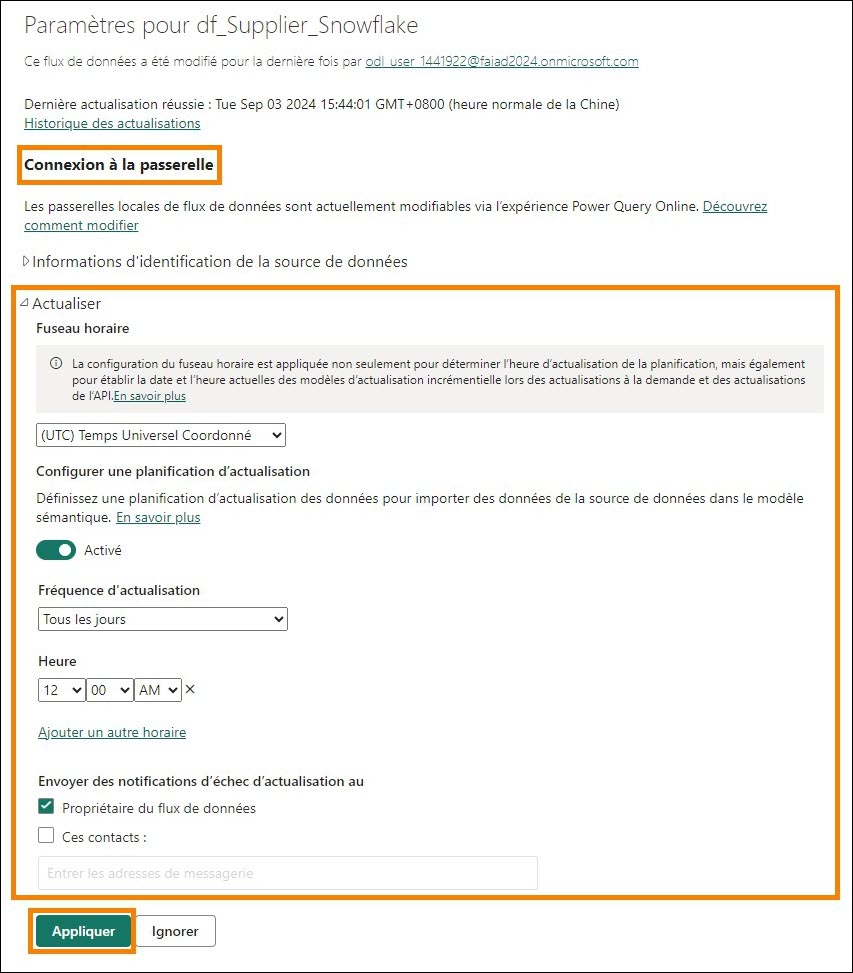 Paramètres pour df_Supplier_Snowflake
Ce flux de données a été modifié pour la dernière fois par odl_user_1441922@faiad2024.onmicrosoft.com
Dernière actualisation réussie : Tue Sep 03 2024 15:44:01 GMT+0800 (heure normale de la Chine)
Historique des actualisations
Connexion à la passerelle
Les passerelles locales de flux de données sont actuellement modifiables via l’expérience Power Query Online. Découvrez
comment modifier
Informations d'identification de la source de données
Actualiser
Fuseau horaire
La configuration du fuseau horaire est appliquée non seulement pour déterminer l’heure d’actualisation de la planification, mais également
pour établir la date et l’heure actuelles des modèles d’actualisation incrémentielle lors des actualisations à la demande et des actualisations
de l’API.En savoir plus
(UTC) Temps Universel Coordonné
Configurer une planification d’actualisation
Définissez une planification d’actualisation des données pour importer des données de la source de données dans le modèle
sémantique. En savoir plus
Activé
Fréquence d'actualisation
Tous les jours
Heure
12 00 AM
Ajouter un autre horaire
Envoyer des notifications d’échec d’actualisation au
Propriétaire du flux de données
Ces contacts :
Entrer les adresses de messagerie
Appliquer Ignorer